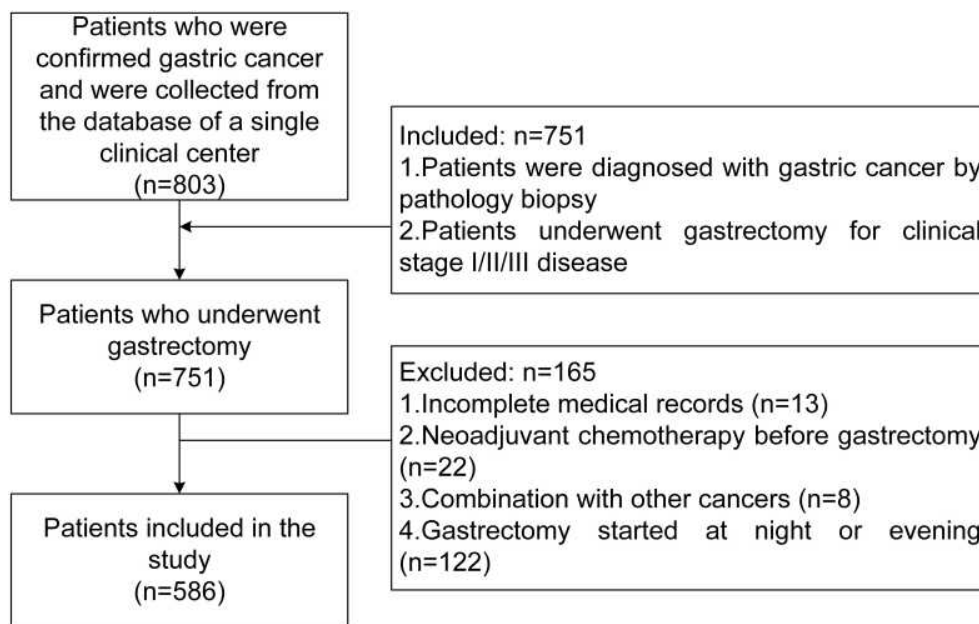 Patients who were
confirmed gastric cancer
and were collected from
the database of a single
clinical center
(n=803)
Included: n=751
1.Patients were diagnosed with gastric cancer by
pathology biopsy
2.Patients underwent gastrectomy for clinical
stage I/II/III disease
Patients who underwent
gastrectomy
(n=751)
Excluded: n=165
1.Incomplete medical records (n=13)
2.Neoadjuvant chemotherapy before gastrectomy
(n=22)
3.Combination with other cancers (n=8)
4.Gastrectomy started at night or evening
(n=122)
Patients included in the
study
(n=586)